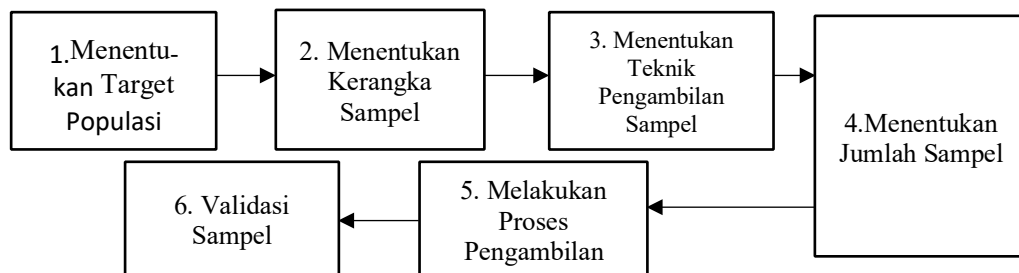 1.Menentu-
kan Target
Populasi
2. Menentukan
Kerangka
Sampel
3. Menentukan
Teknik
Pengambilan
Sampel
4.Menentukan
Jumlah Sampel
5. Melakukan
Proses
Pengambilan
6. Validasi
Sampel